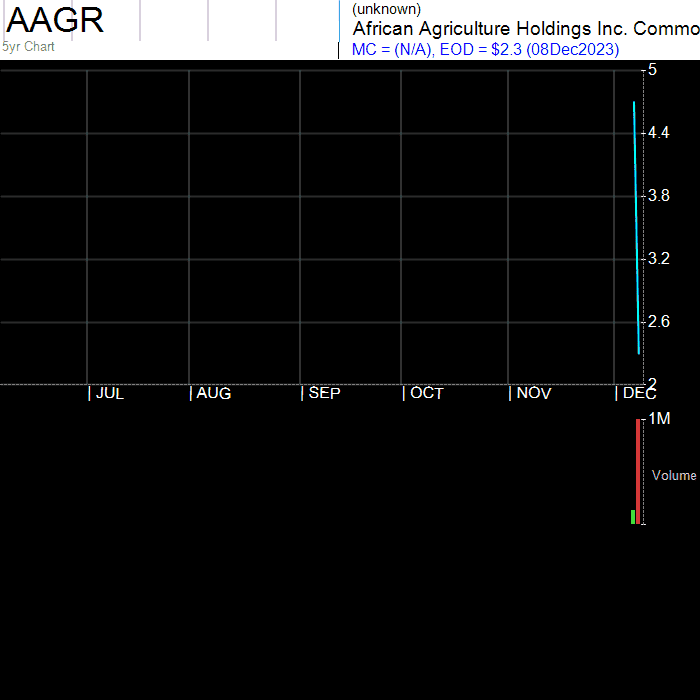 AAGR
5yr Chart
(unknown)
African Agriculture Holdings Inc. Commo
MC = (N/A), EOD = $2.3 (08Dec2023)
5
4.4
3.8
3.2
2.6
2
| JUL | AUG | SEP | OCT | NOV | DEC
1M
Volume